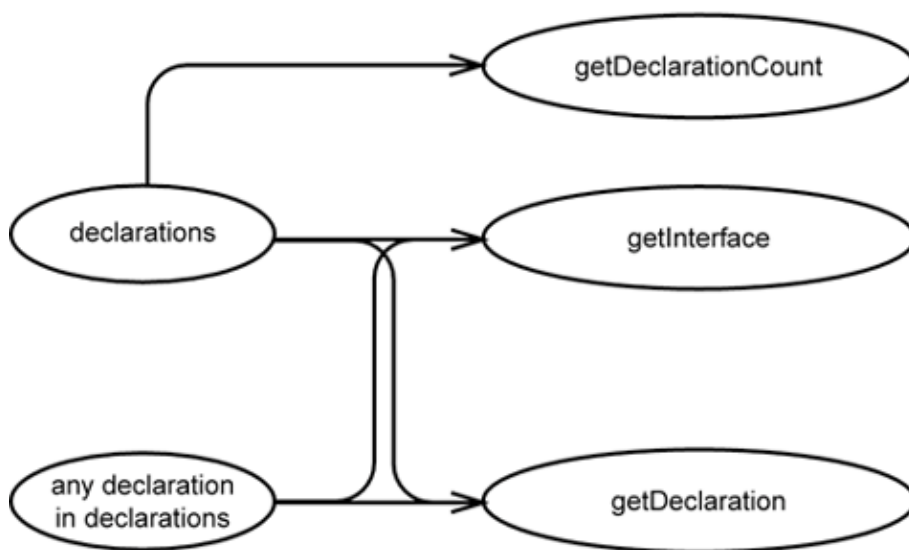 getDeclarationCount
declarations
getInterface
any declaration
in declarations
getDeclaration